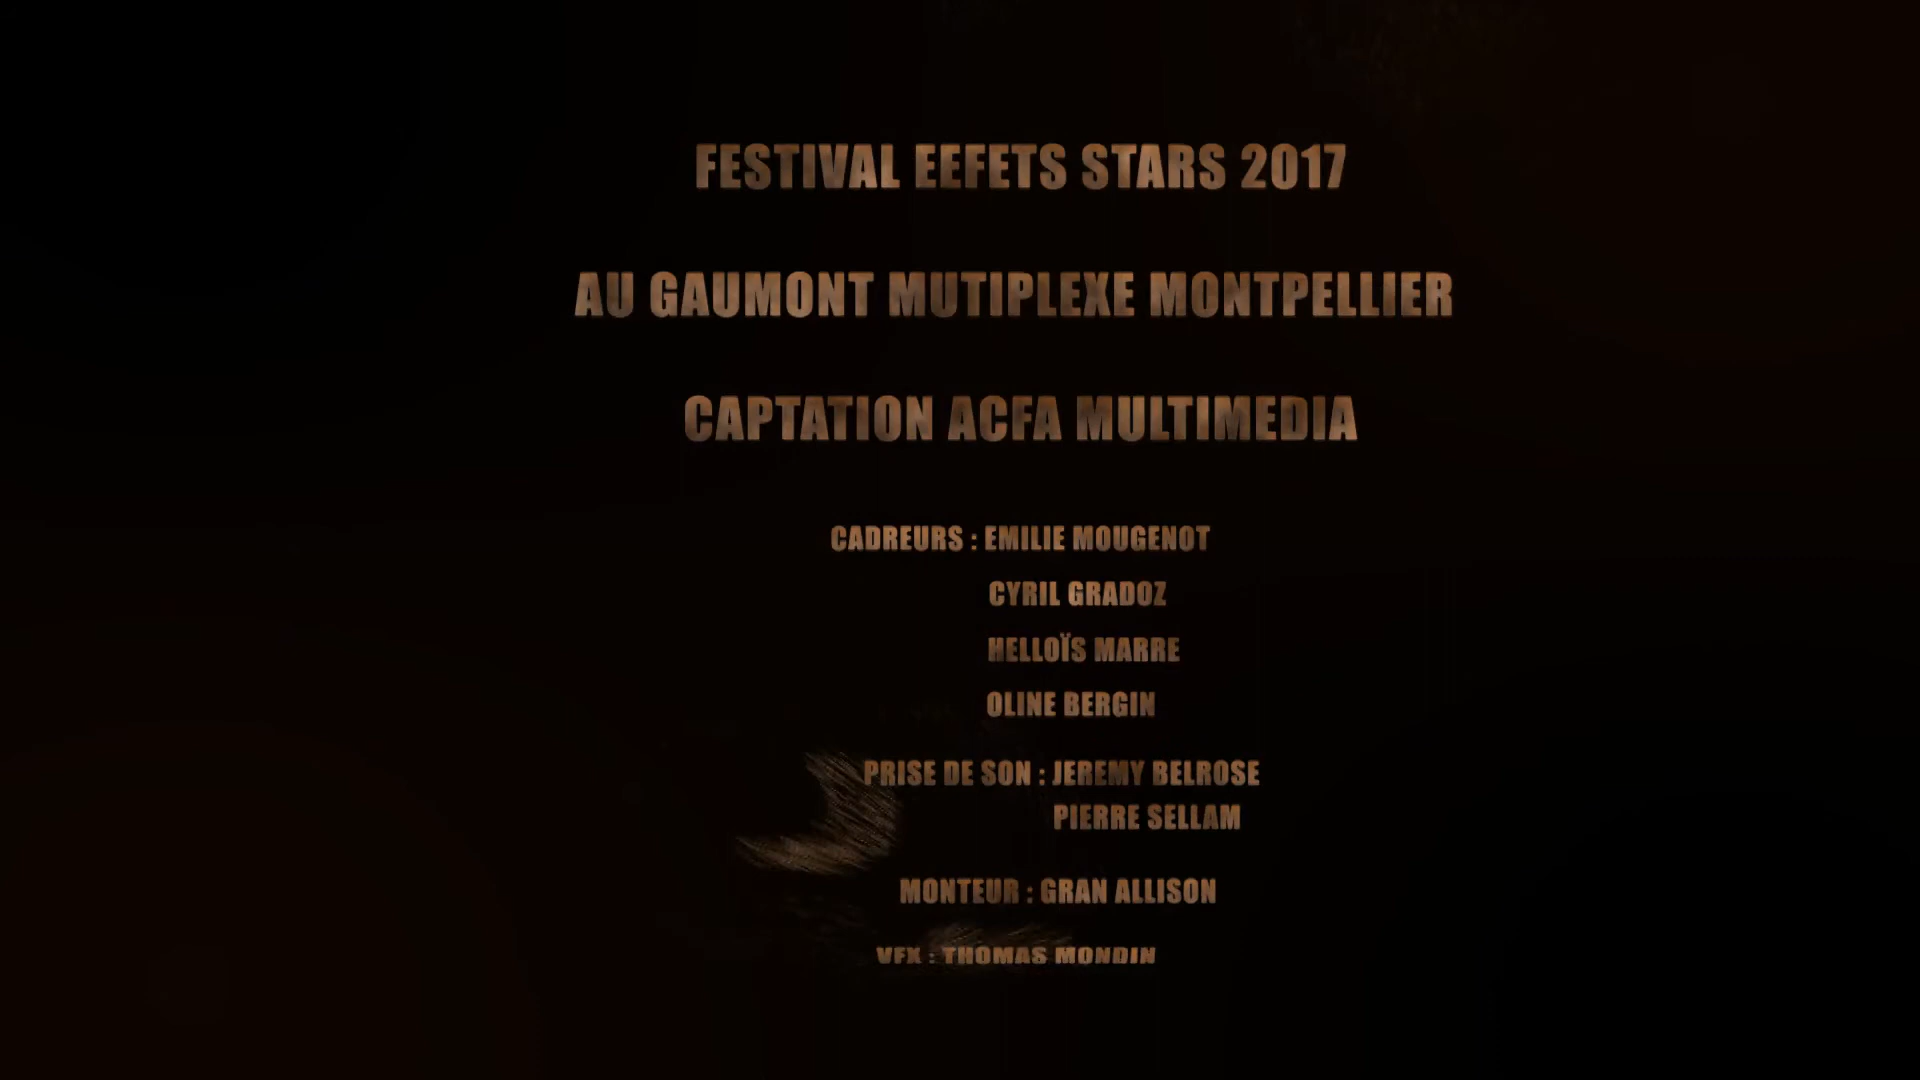 FESTIVAL EEFETS STARS 2017
AU GAUMONT MUTIPLEXE MONTPELLIER
CAPTATION ACFA MULTIMEDIA
CADREURS : EMILIE MOUGENOT
CYRIL GRADOZ
HELLOÏS MARRE
OLINE BERGIN
PRISE DE SON : JEREMY BELROSE
PIERRE SELLAM
MONTEUR : GRAN ALLISON
VFX : THOMAS MONDIN